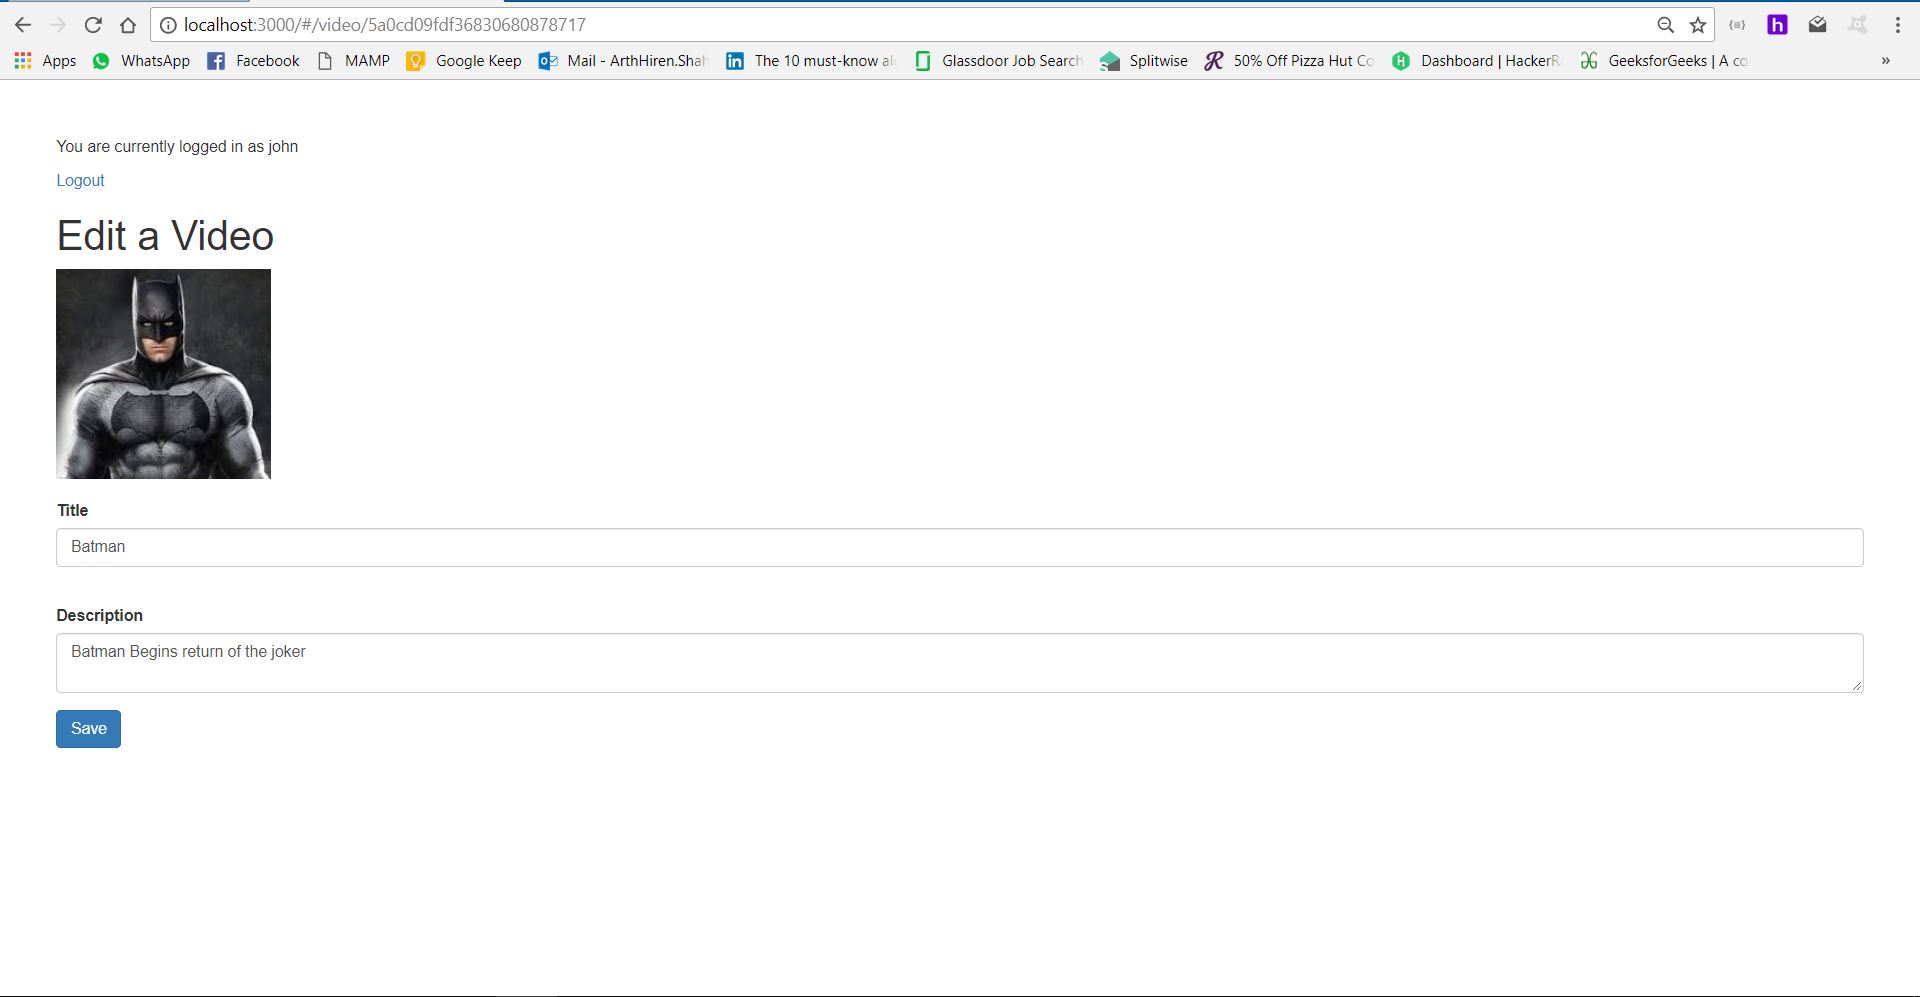 localhost:3000/#/video/5a0cd09fdf36830680878717
Apps WhatsApp Facebook MAMP Google Keep Mail - ArthHiren.Shah The 10 must-know al Glassdoor Job Search Splitwise 50% Off Pizza Hut Co Dashboard | HackerR GeeksforGeeks | A co »
You are currently logged in as john
Logout
Edit a Video
Title
Batman
Description
Batman Begins return of the joker
Save